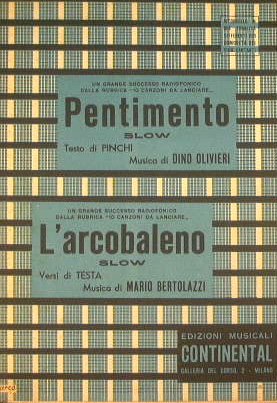 UN GRANDE SUCCESSO RADIOFONICO
DALLA RUBRICA "10 CANZONI DA LANCIARE"
Pentimento
SLOW
Testo di PINCHI
Musica di DINO OLIVIERI
UN GRANDE SUCCESSO RADIOFONICO
DALLA RUBRICA "10 CANZONI DA LANCIARE"
L'arcobaleno
SLOW
Versi di TESTA
Musica di MARIO BERTOLAZZI
EDIZIONI MUSICALI
CONTINENTAL
GALLERIA DEL CORSO, 2 - MILANO